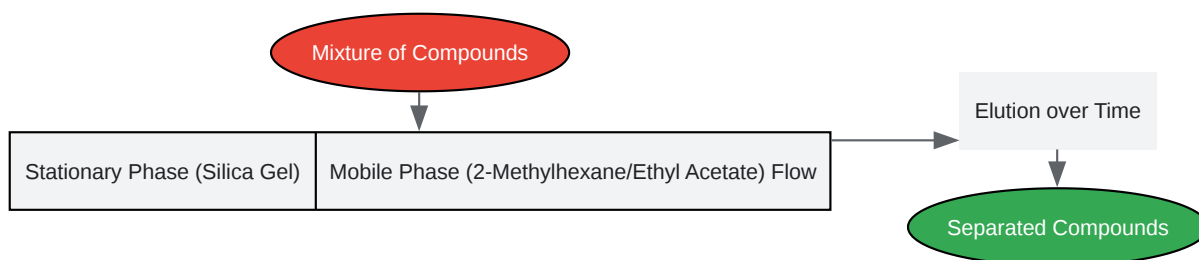 Mixture of Compounds
Stationary Phase (Silica Gel)
Mobile Phase (2-Methylhexane/Ethyl Acetate) Flow
Elution over Time
Separated Compounds